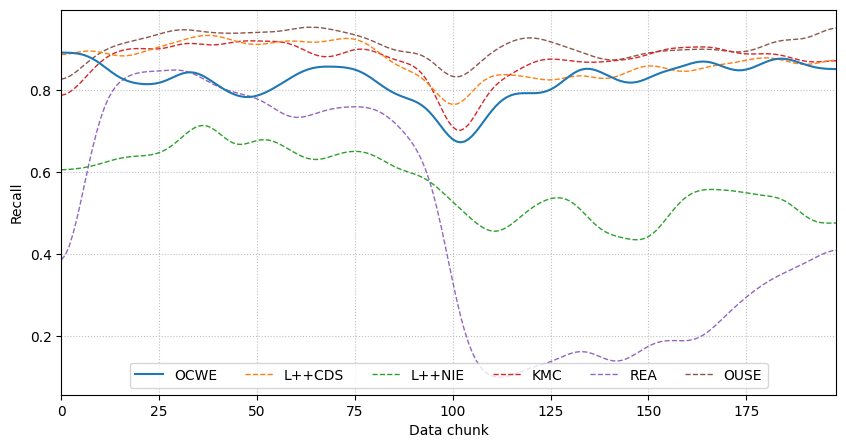 Recall
0.8
0.6
0.4
0.2
OCWE L++CDS L++NIE KMC REA OUSE
0 25 50 75 100 125 150 175
Data chunk